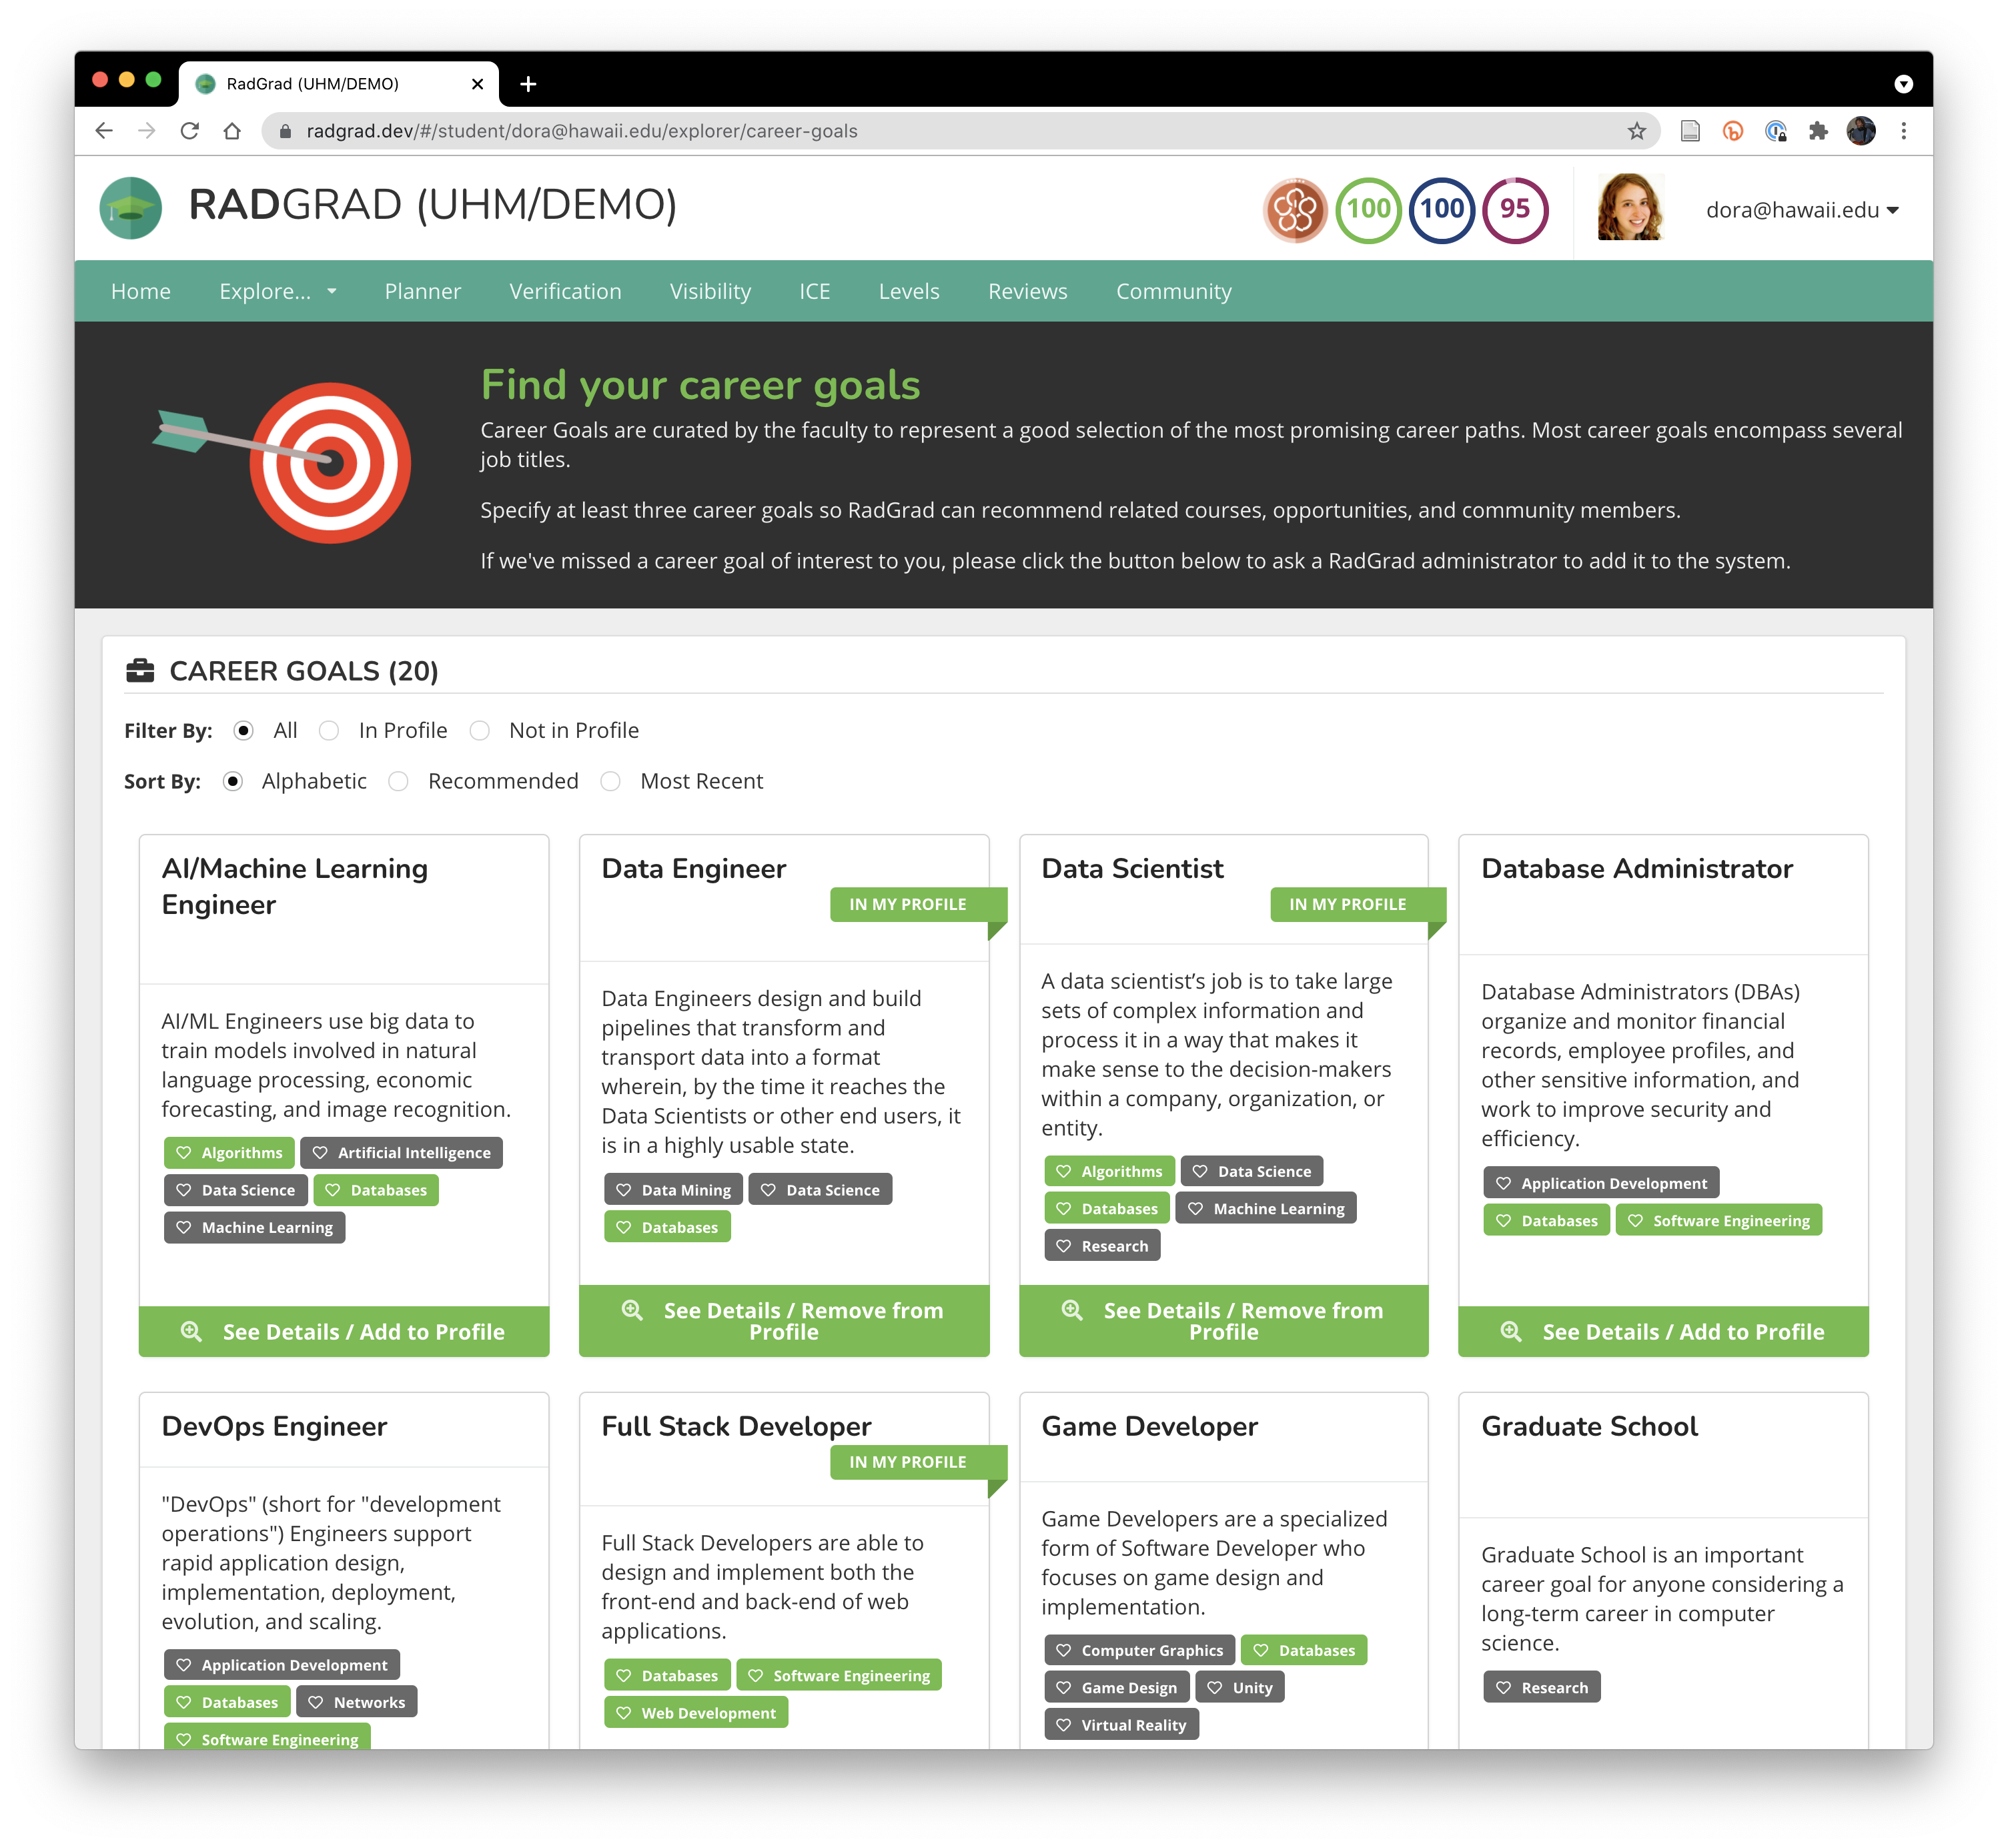 RadGrad (UHM/DEMO)
radgrad.dev/#/student/dora@hawaii.edu/explorer/career-goals
RADGRAD (UHM/DEMO)
100
100
95
dora@hawaii.edu
Home
Explore...
Planner
Verification
Visibility
ICE
Levels
Reviews
Community
Find your career goals
Career Goals are curated by the faculty to represent a good selection of the most promising career paths. Most career goals encompass several
job titles.
Specify at least three career goals so RadGrad can recommend related courses, opportunities, and community members.
If we've missed a career goal of interest to you, please click the button below to ask a RadGrad administrator to add it to the system.
CAREER GOALS (20)
Filter By: All In Profile Not in Profile
Sort By: Alphabetic Recommended Most Recent
AI/Machine Learning
Engineer
AI/ML Engineers use big data to
train models involved in natural
language processing, economic
forecasting, and image recognition.
Algorithms
Artificial Intelligence
Data Science
Databases
Machine Learning
See Details / Add to Profile
Data Engineer
IN MY PROFILE
Data Engineers design and build
pipelines that transform and
transport data into a format
wherein, by the time it reaches the
Data Scientists or other end users, it
is in a highly usable state.
Data Mining
Data Science
Databases
See Details / Remove from
Profile
Data Scientist
IN MY PROFILE
A data scientist’s job is to take large
sets of complex information and
process it in a way that makes it
make sense to the decision-makers
within a company, organization, or
entity.
Algorithms
Data Science
Databases
Machine Learning
Research
See Details / Remove from
Profile
Database Administrator
Database Administrators (DBAs)
organize and monitor financial
records, employee profiles, and
other sensitive information, and
work to improve security and
efficiency.
Application Development
Databases
Software Engineering
See Details / Add to Profile
DevOps Engineer
"DevOps" (short for "development
operations") Engineers support
rapid application design,
implementation, deployment,
evolution, and scaling.
Application Development
Databases
Networks
Software Engineering
Full Stack Developer
IN MY PROFILE
Full Stack Developers are able to
design and implement both the
front-end and back-end of web
applications.
Databases
Software Engineering
Web Development
Game Developer
Game Developers are a specialized
form of Software Developer who
focuses on game design and
implementation.
Computer Graphics
Databases
Game Design
Unity
Virtual Reality
Graduate School
Graduate School is an important
career goal for anyone considering a
long-term career in computer
science.
Research